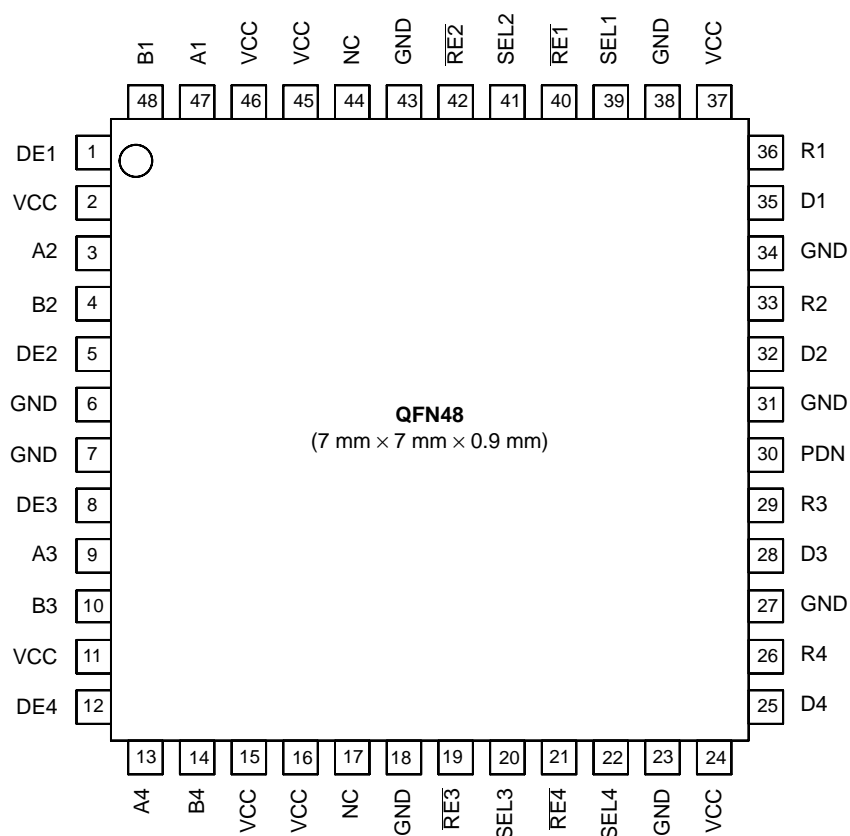 B1 A1 VCC VCC NC GND R̅E̅2̅ SEL2 R̅E̅1̅ SEL1 GND VCC
48 47 46 45 44 43 42 41 40 39 38 37
DE1 1 36 R1
VCC 2 35 D1
A2 3 34 GND
B2 4 33 R2
DE2 5 32 D2
GND 6 31 GND
QFN48
(7 mm × 7 mm × 0.9 mm)
GND 7 30 PDN
DE3 8 29 R3
A3 9 28 D3
B3 10 27 GND
VCC 11 26 R4
DE4 12 25 D4
13 14 15 16 17 18 19 20 21 22 23 24
A4 B4 VCC VCC NC GND R̅E̅3̅ SEL3 R̅E̅4̅ SEL4 GND VCC